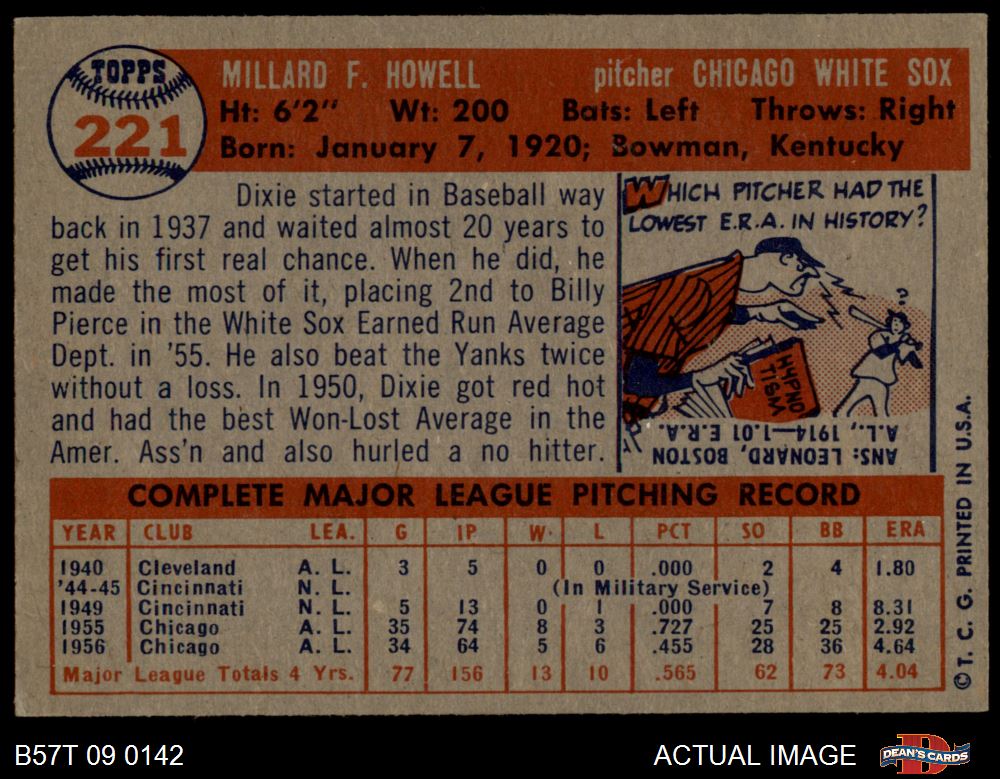 TOPPS
221
MILLARD F. HOWELL pitcher CHICAGO WHITE SOX
Ht: 6'2" Wt: 200 Bats: Left Throws: Right
Born: January 7, 1920; Bowman, Kentucky
Dixie started in Baseball way
back in 1937 and waited almost 20 years to
get his first real chance. When he did, he
made the most of it, placing 2nd to Billy
Pierce in the White Sox Earned Run Average
Dept. in '55. He also beat the Yanks twice
without a loss. In 1950, Dixie got red hot
and had the best Won-Lost Average in the
Amer. Ass'n and also hurled a no hitter.
WHICH PITCHER HAD THE
LOWEST E.R.A. IN HISTORY?
?
HYPNO
TISM
ANS: LEONARD, BOSTON
A.L., 1914—1.01 E.R.A.
COMPLETE MAJOR LEAGUE PITCHING RECORD
YEAR CLUB LEA. G IP W L PCT SO BB ERA
1940 Cleveland A. L. 3 5 0 0 .000 2 4 1.80
'44-45 Cincinnati N. L. (In Military Service)
1949 Cincinnati N. L. 5 13 0 1 .000 7 8 8.31
1955 Chicago A. L. 35 74 8 3 .727 25 25 2.92
1956 Chicago A. L. 34 64 5 6 .455 28 36 4.64
Major League Totals 4 Yrs. 77 156 13 10 .565 62 73 4.04
©T. C. G. PRINTED IN U.S.A.
B57T 09 0142 ACTUAL IMAGE
DEAN'S CARDS